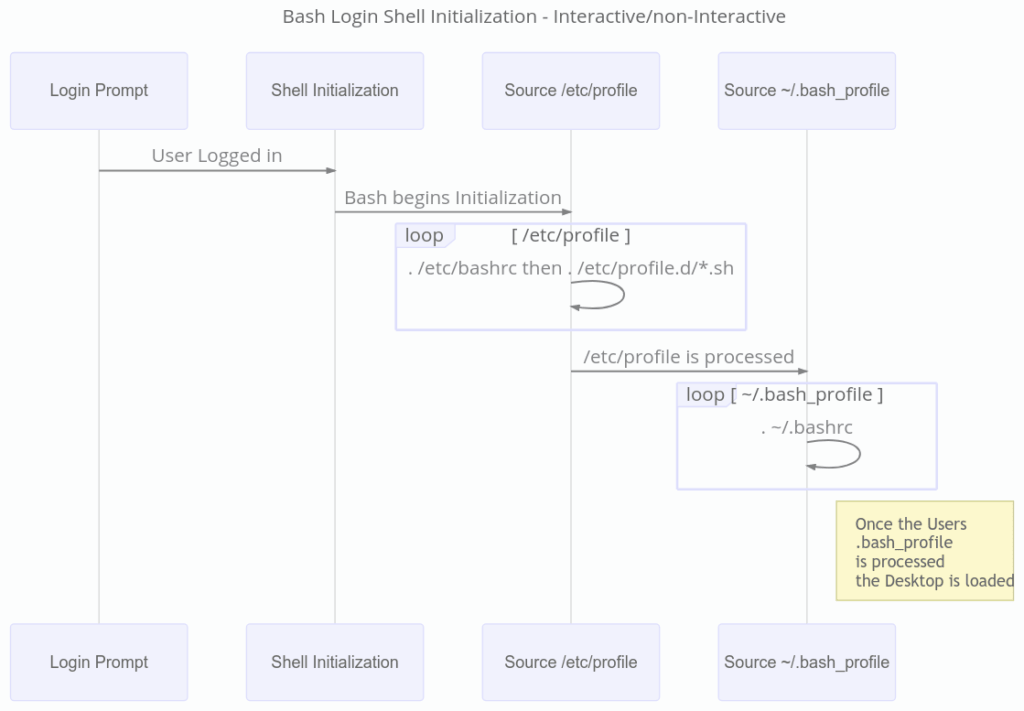 Bash Login Shell Initialization - Interactive/non-Interactive
Login Prompt
Shell Initialization
Source /etc/profile
Source ~/.bash_profile
User Logged in
Bash begins Initialization
loop
[ /etc/profile ]
. /etc/bashrc then . /etc/profile.d/*.sh
/etc/profile is processed
loop [ ~/.bash_profile ]
. ~/.bashrc
Once the Users
.bash_profile
is processed
the Desktop is loaded
Login Prompt
Shell Initialization
Source /etc/profile
Source ~/.bash_profile